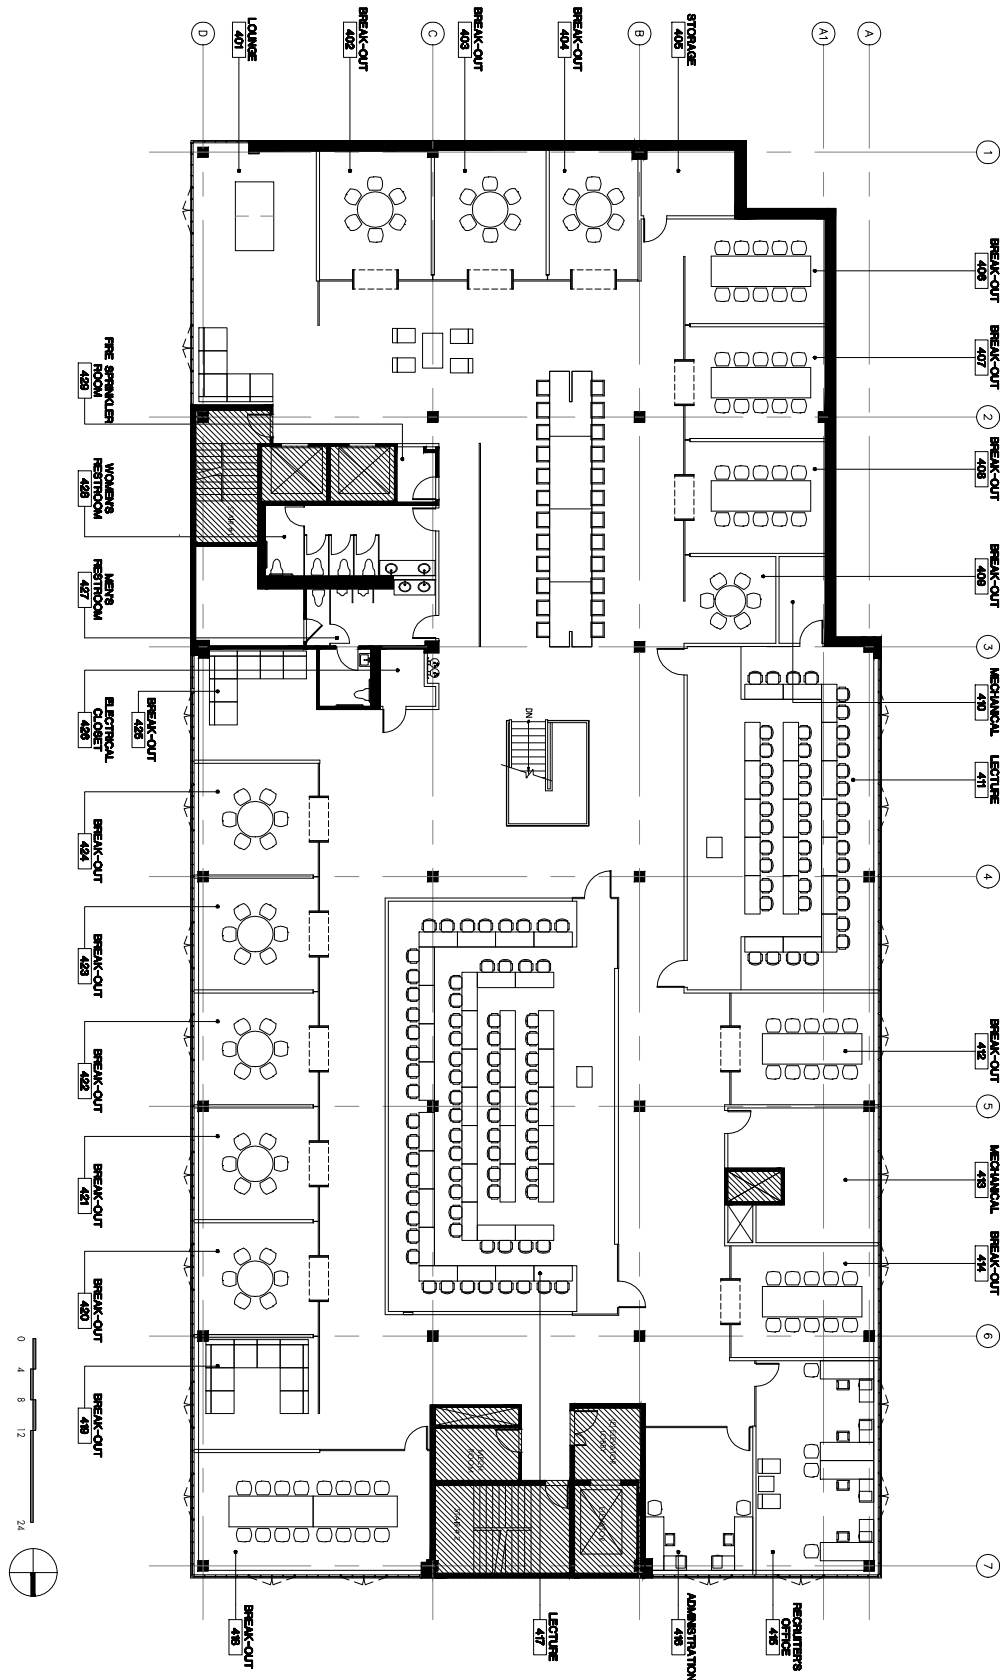 D
C
B
A1
A
1
2
3
4
5
6
7
LOUNGE
401
BREAK-OUT
402
BREAK-OUT
403
BREAK-OUT
404
STORAGE
405
BREAK-OUT
406
BREAK-OUT
407
BREAK-OUT
408
BREAK-OUT
409
MECHANICAL
410
LECTURE
411
BREAK-OUT
412
MECHANICAL
413
BREAK-OUT
414
RECRUITER'S
OFFICE
415
ADMINISTRATION
416
LECTURE
417
BREAK-OUT
418
BREAK-OUT
419
BREAK-OUT
420
BREAK-OUT
421
BREAK-OUT
422
BREAK-OUT
423
BREAK-OUT
424
BREAK-OUT
425
ELECTRICAL
CLOSET
426
MEN'S
RESTROOM
427
WOMEN'S
RESTROOM
428
FIRE SPRINKLER
ROOM
429
DN
0 4 8 12 24